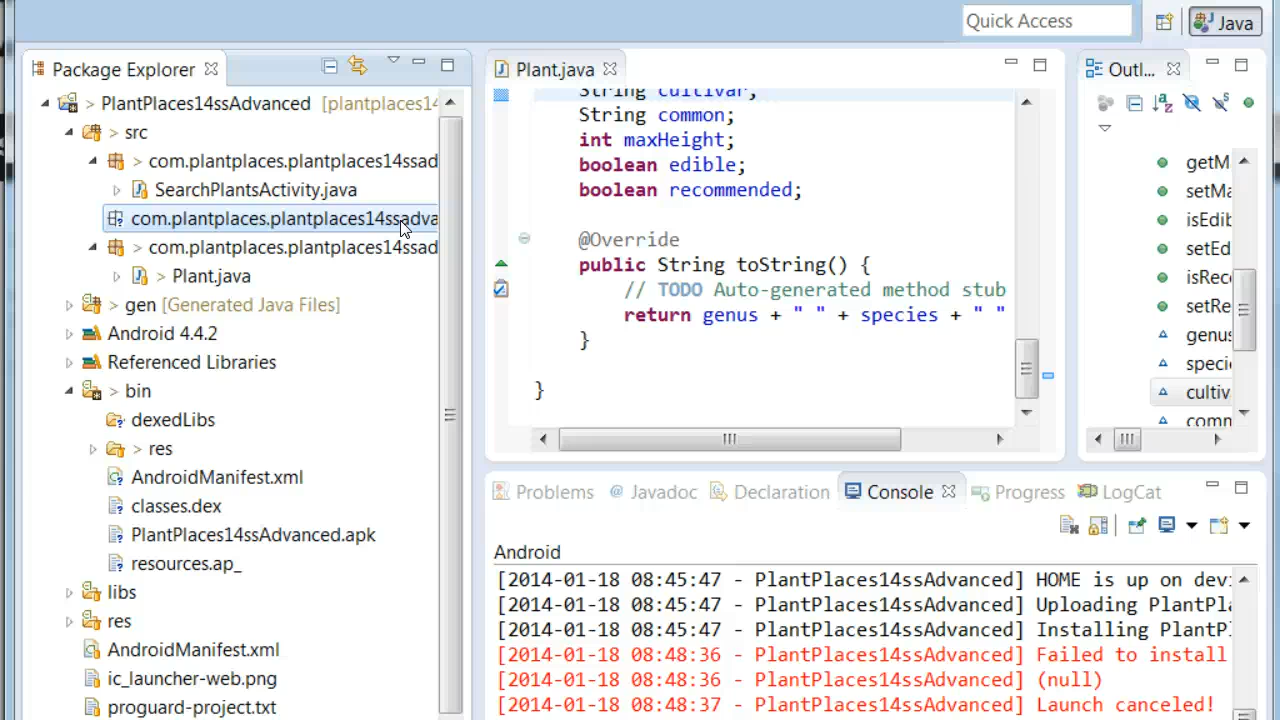 Quick Access
Java
Package Explorer
> PlantPlaces14ssAdvanced [plantplaces14
> src
> com.plantplaces.plantplaces14ssad
SearchPlantsActivity.java
com.plantplaces.plantplaces14ssadva
> com.plantplaces.plantplaces14ssad
> Plant.java
> gen [Generated Java Files]
Android 4.4.2
Referenced Libraries
> bin
dexedLibs
> res
AndroidManifest.xml
classes.dex
PlantPlaces14ssAdvanced.apk
resources.ap_
libs
res
AndroidManifest.xml
ic_launcher-web.png
proguard-project.txt
Plant.java
String cultivar;
String common;
int maxHeight;
boolean edible;
boolean recommended;
@Override
public String toString() {
// TODO Auto-generated method stub
return genus + " " + species + " "
}
}
Outl...
getM
setMa
isEdib
setEd
isRec
setRe
genus
speci
cultiv
comm
Problems
@ Javadoc
Declaration
Console
Progress
LogCat
Android
[2014-01-18 08:45:47 - PlantPlaces14ssAdvanced] HOME is up on devi
[2014-01-18 08:45:47 - PlantPlaces14ssAdvanced] Uploading PlantPla
[2014-01-18 08:45:47 - PlantPlaces14ssAdvanced] Installing PlantPl
[2014-01-18 08:48:36 - PlantPlaces14ssAdvanced] Failed to install
[2014-01-18 08:48:36 - PlantPlaces14ssAdvanced] (null)
[2014-01-18 08:48:37 - PlantPlaces14ssAdvanced] Launch canceled!